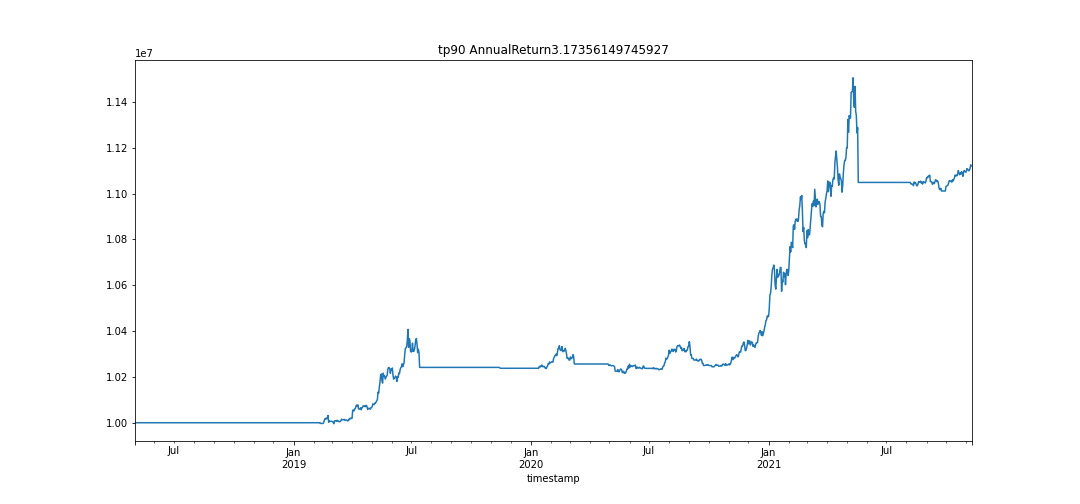 tp90 AnnualReturn3.17356149745927
1e7
1.14
1.12
1.10
1.08
1.06
1.04
1.02
1.00
Jul Jan Jul Jan Jul Jan Jul
2019 2020 2021
timestamp